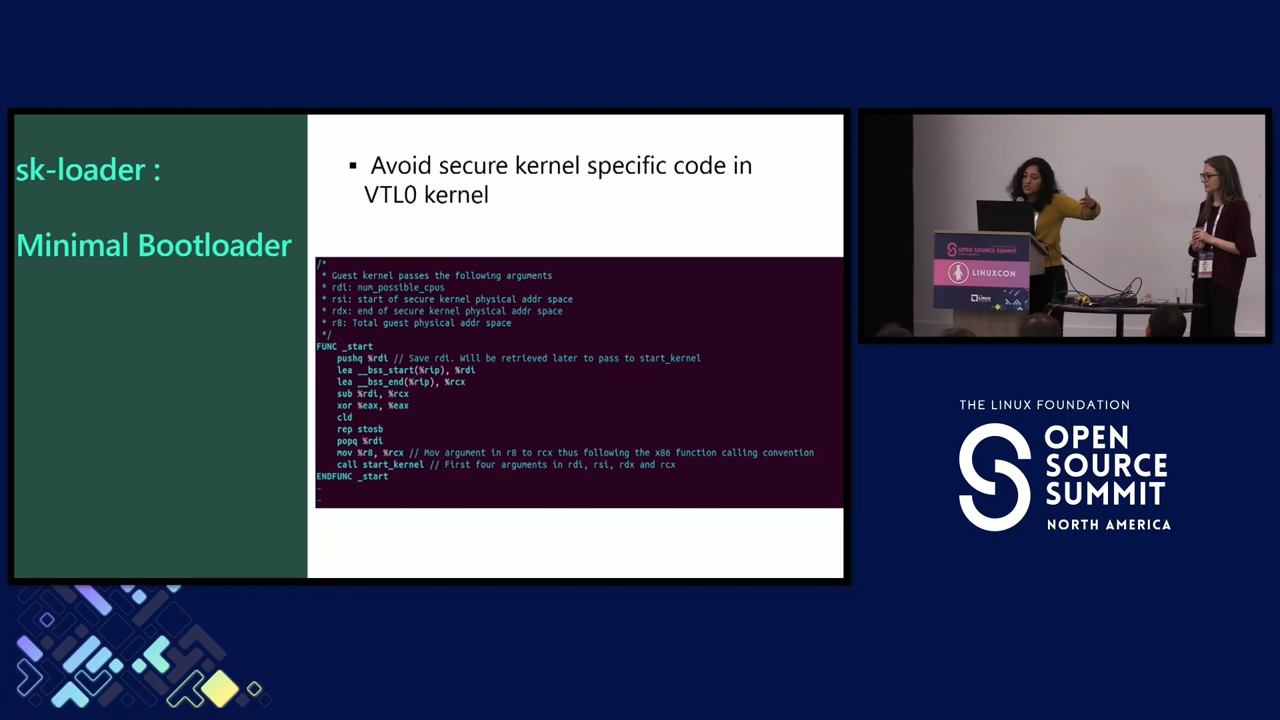 sk-loader :
Minimal Bootloader
▪ Avoid secure kernel specific code in
VTL0 kernel
/*
 * Guest kernel passes the following arguments
 * rdi: num_possible_cpus
 * rsi: start of secure kernel physical addr space
 * rdx: end of secure kernel physical addr space
 * r8: Total guest physical addr space
 */
FUNC _start
    pushq %rdi // Save rdi. Will be retrieved later to pass to start_kernel
    lea __bss_start(%rip), %rdi
    lea __bss_end(%rip), %rcx
    sub %rdi, %rcx
    xor %eax, %eax
    cld
    rep stosb
    popq %rdi
    mov %r8, %rcx // Mov argument in r8 to rcx thus following the x86 function calling convention
    call start_kernel // First four arguments in rdi, rsi, rdx and rcx
ENDFUNC _start
~
~
OPEN SOURCE SUMMIT
LINUXCON
THE LINUX FOUNDATION
OPEN
SOURCE
SUMMIT
NORTH AMERICA